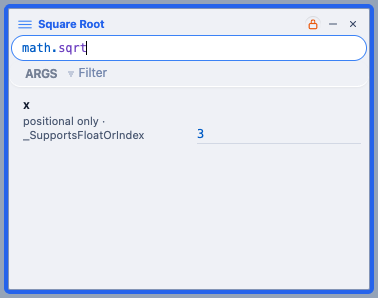 Square Root
math.sqrt
ARGS Filter
x
positional only ·
_SupportsFloatOrIndex
3